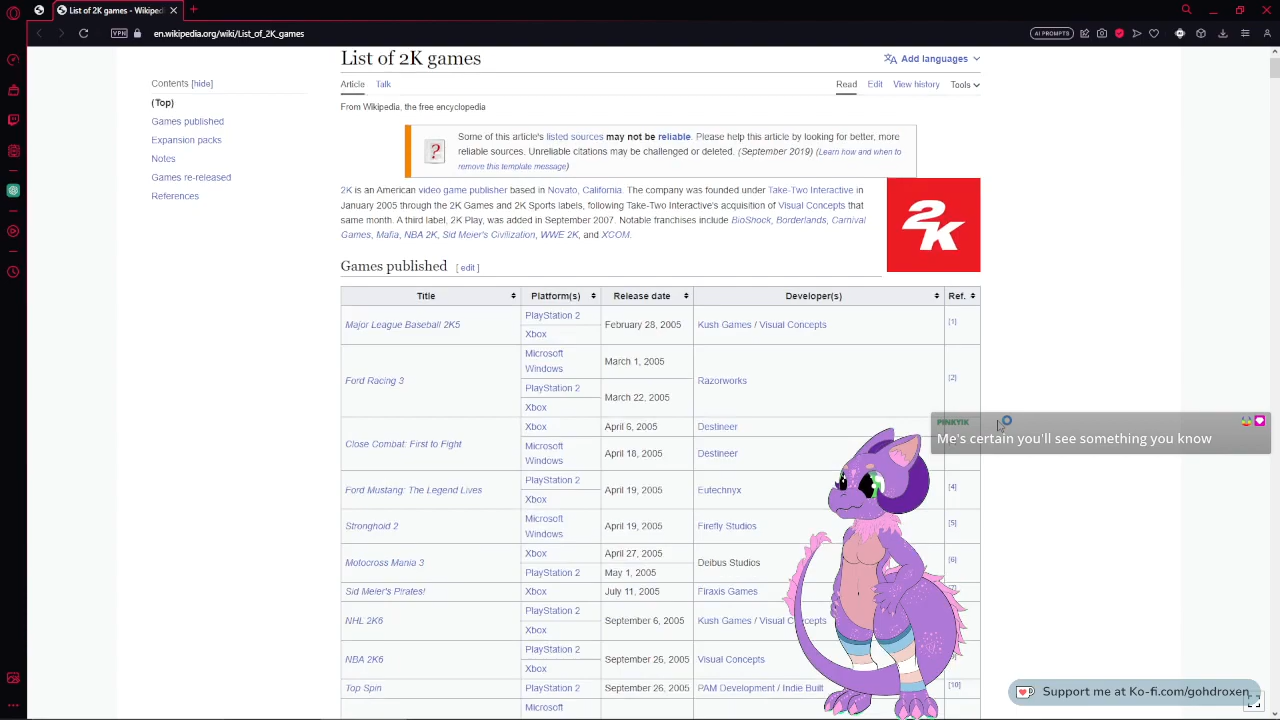 List of 2K games - Wikiped
VPN
en.wikipedia.org/wiki/List_of_2K_games
AI PROMPTS
Contents [hide]
(Top)
Games published
Expansion packs
Notes
Games re-released
References
List of 2K games
Add languages
Article Talk
Read Edit View history Tools
From Wikipedia, the free encyclopedia
Some of this article's listed sources may not be reliable. Please help this article by looking for better, more
reliable sources. Unreliable citations may be challenged or deleted. (September 2019) (Learn how and when to
remove this template message)
2K is an American video game publisher based in Novato, California. The company was founded under Take-Two Interactive in
January 2005 through the 2K Games and 2K Sports labels, following Take-Two Interactive's acquisition of Visual Concepts that
same month. A third label, 2K Play, was added in September 2007. Notable franchises include BioShock, Borderlands, Carnival
Games, Mafia, NBA 2K, Sid Meier's Civilization, WWE 2K, and XCOM.
2K
Games published [ edit ]
Title Platform(s) Release date Developer(s) Ref.
Major League Baseball 2K5 PlayStation 2 February 28, 2005 Kush Games / Visual Concepts [1]
Xbox
Ford Racing 3 Microsoft Windows March 1, 2005 Razorworks [2]
PlayStation 2 March 22, 2005
Xbox
Close Combat: First to Fight Xbox April 6, 2005 Destineer
Microsoft Windows April 18, 2005 Destineer
Ford Mustang: The Legend Lives PlayStation 2 April 19, 2005 Eutechnyx [4]
Xbox
Stronghold 2 Microsoft Windows April 19, 2005 Firefly Studios [5]
Motocross Mania 3 Xbox April 27, 2005 Deibus Studios [6]
PlayStation 2 May 1, 2005
Sid Meier's Pirates! Xbox July 11, 2005 Firaxis Games [7]
NHL 2K6 PlayStation 2 September 6, 2005 Kush Games / Visual Concepts
Xbox
NBA 2K6 PlayStation 2 September 26, 2005 Visual Concepts
Xbox
Top Spin PlayStation 2 September 26, 2005 PAM Development / Indie Built [10]
Microsoft
PINKYIK
Me's certain you'll see something you know
Support me at Ko-fi.com/gohdroxen